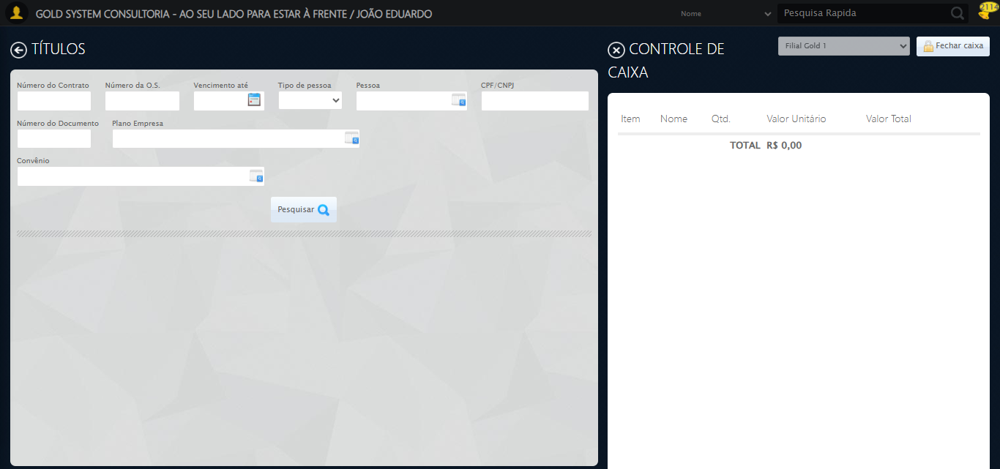 GOLD SYSTEM CONSULTORIA - AO SEU LADO PARA ESTAR À FRENTE / JOÃO EDUARDO
Nome
Pesquisa Rapida
2114
TÍTULOS
Número do Contrato
Número da O.S.
Vencimento até
Tipo de pessoa
Pessoa
CPF/CNPJ
Número do Documento
Plano Empresa
Convênio
Pesquisar
CONTROLE DE
CAIXA
Filial Gold 1
Fechar caixa
Item Nome Qtd. Valor Unitário Valor Total
TOTAL R$ 0,00